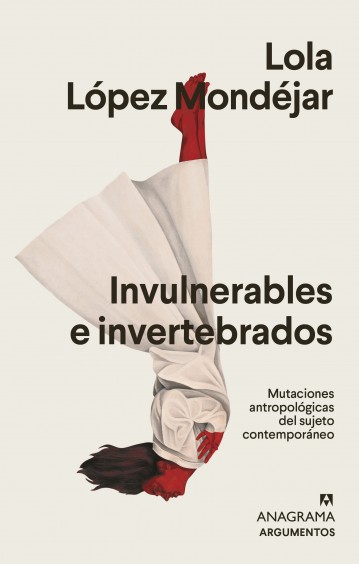 Lola
López Mondéjar
Invulnerables
e invertebrados
Mutaciones
antropológicas
del sujeto
contemporáneo
ANAGRAMA
ARGUMENTOS